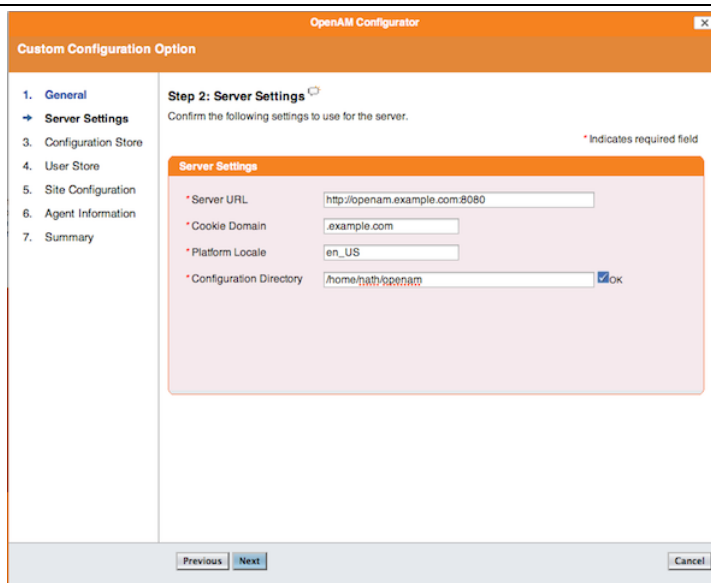 OpenAM Configurator
Custom Configuration Option
1. General
Server Settings
3. Configuration Store
4. User Store
5. Site Configuration
6. Agent Information
7. Summary
Step 2: Server Settings
Confirm the following settings to use for the server.
* Indicates required field
Server Settings
* Server URL http://openam.example.com:8080
* Cookie Domain .example.com
* Platform Locale en_US
* Configuration Directory /home/nath/openam OK
Previous Next Cancel